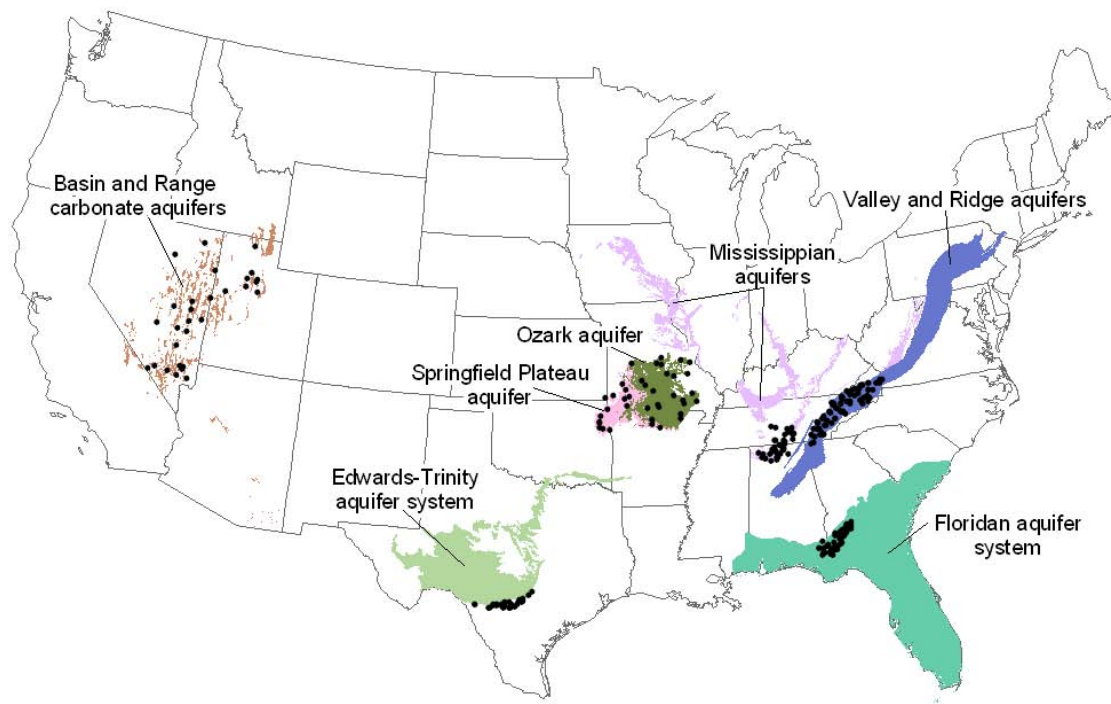 Basin and Range
carbonate aquifers
Valley and Ridge aquifers
Mississippian
aquifers
Ozark aquifer
Springfield Plateau
aquifer
Edwards-Trinity
aquifer system
Floridan aquifer
system